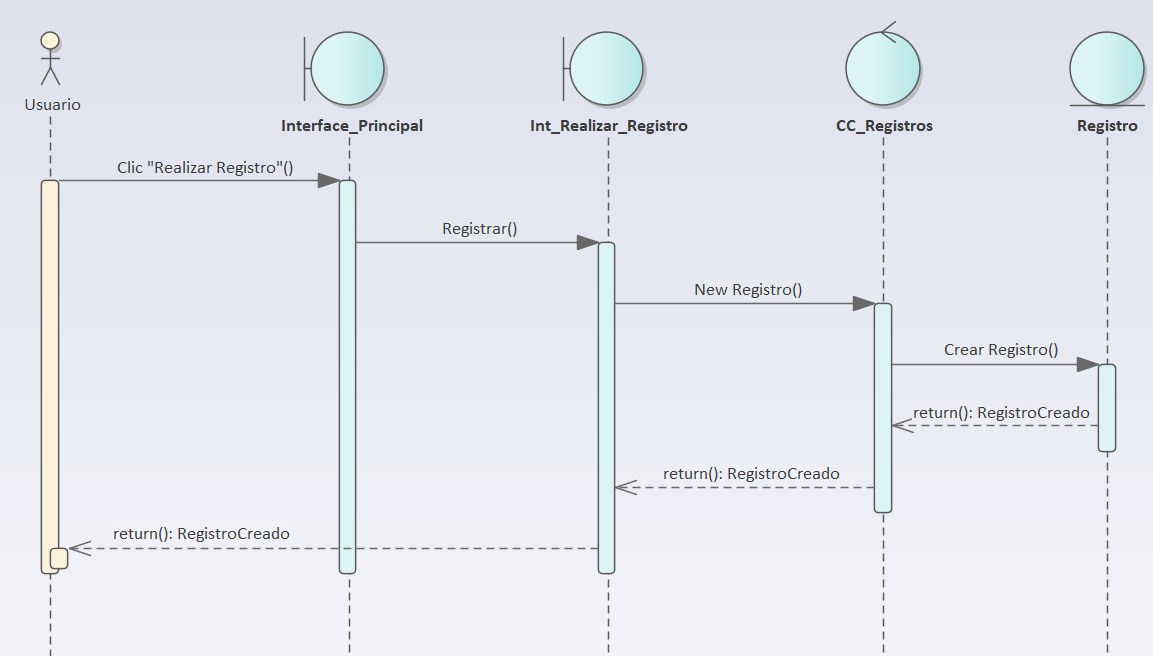 Usuario
Interface_Principal
Int_Realizar_Registro
CC_Registros
Registro
Clic "Realizar Registro"()
Registrar()
New Registro()
Crear Registro()
return(): RegistroCreado
return(): RegistroCreado
return(): RegistroCreado